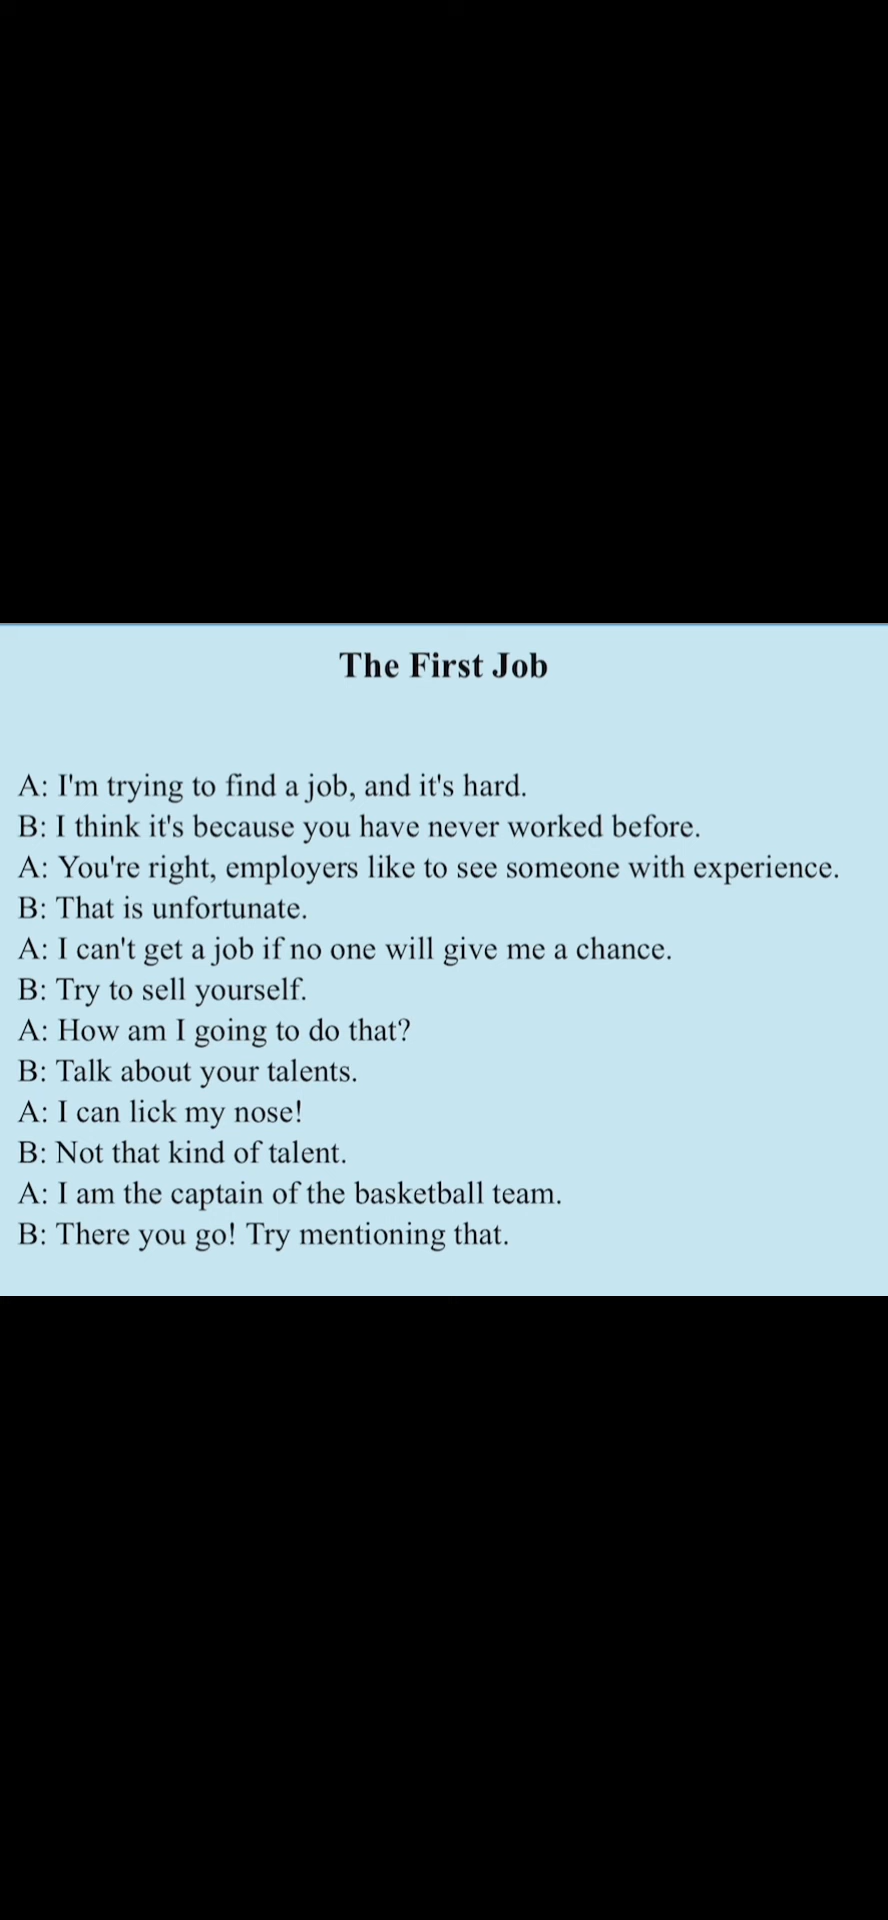 The First Job
A: I'm trying to find a job, and it's hard.
B: I think it's because you have never worked before.
A: You're right, employers like to see someone with experience.
B: That is unfortunate.
A: I can't get a job if no one will give me a chance.
B: Try to sell yourself.
A: How am I going to do that?
B: Talk about your talents.
A: I can lick my nose!
B: Not that kind of talent.
A: I am the captain of the basketball team.
B: There you go! Try mentioning that.